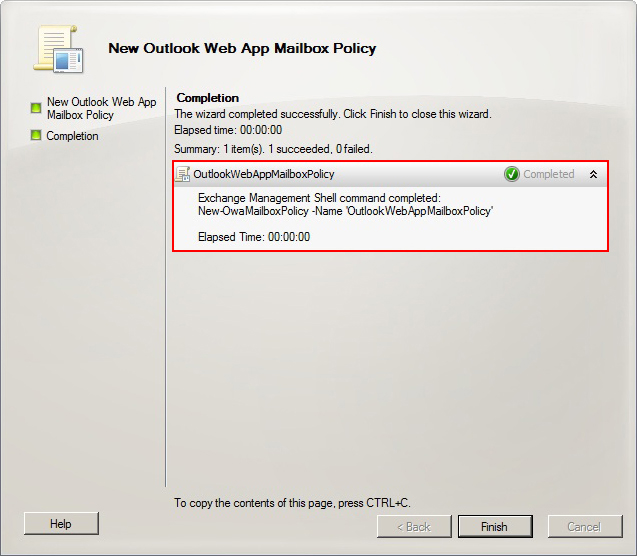 New Outlook Web App Mailbox Policy
New Outlook Web App
Mailbox Policy
Completion
Completion
The wizard completed successfully. Click Finish to close this wizard.
Elapsed time: 00:00:00
Summary: 1 item(s). 1 succeeded, 0 failed.
OutlookWebAppMailboxPolicy
Completed
Exchange Management Shell command completed:
New-OwaMailboxPolicy -Name 'OutlookWebAppMailboxPolicy'
Elapsed Time: 00:00:00
To copy the contents of this page, press CTRL+C.
Help
< Back
Finish
Cancel